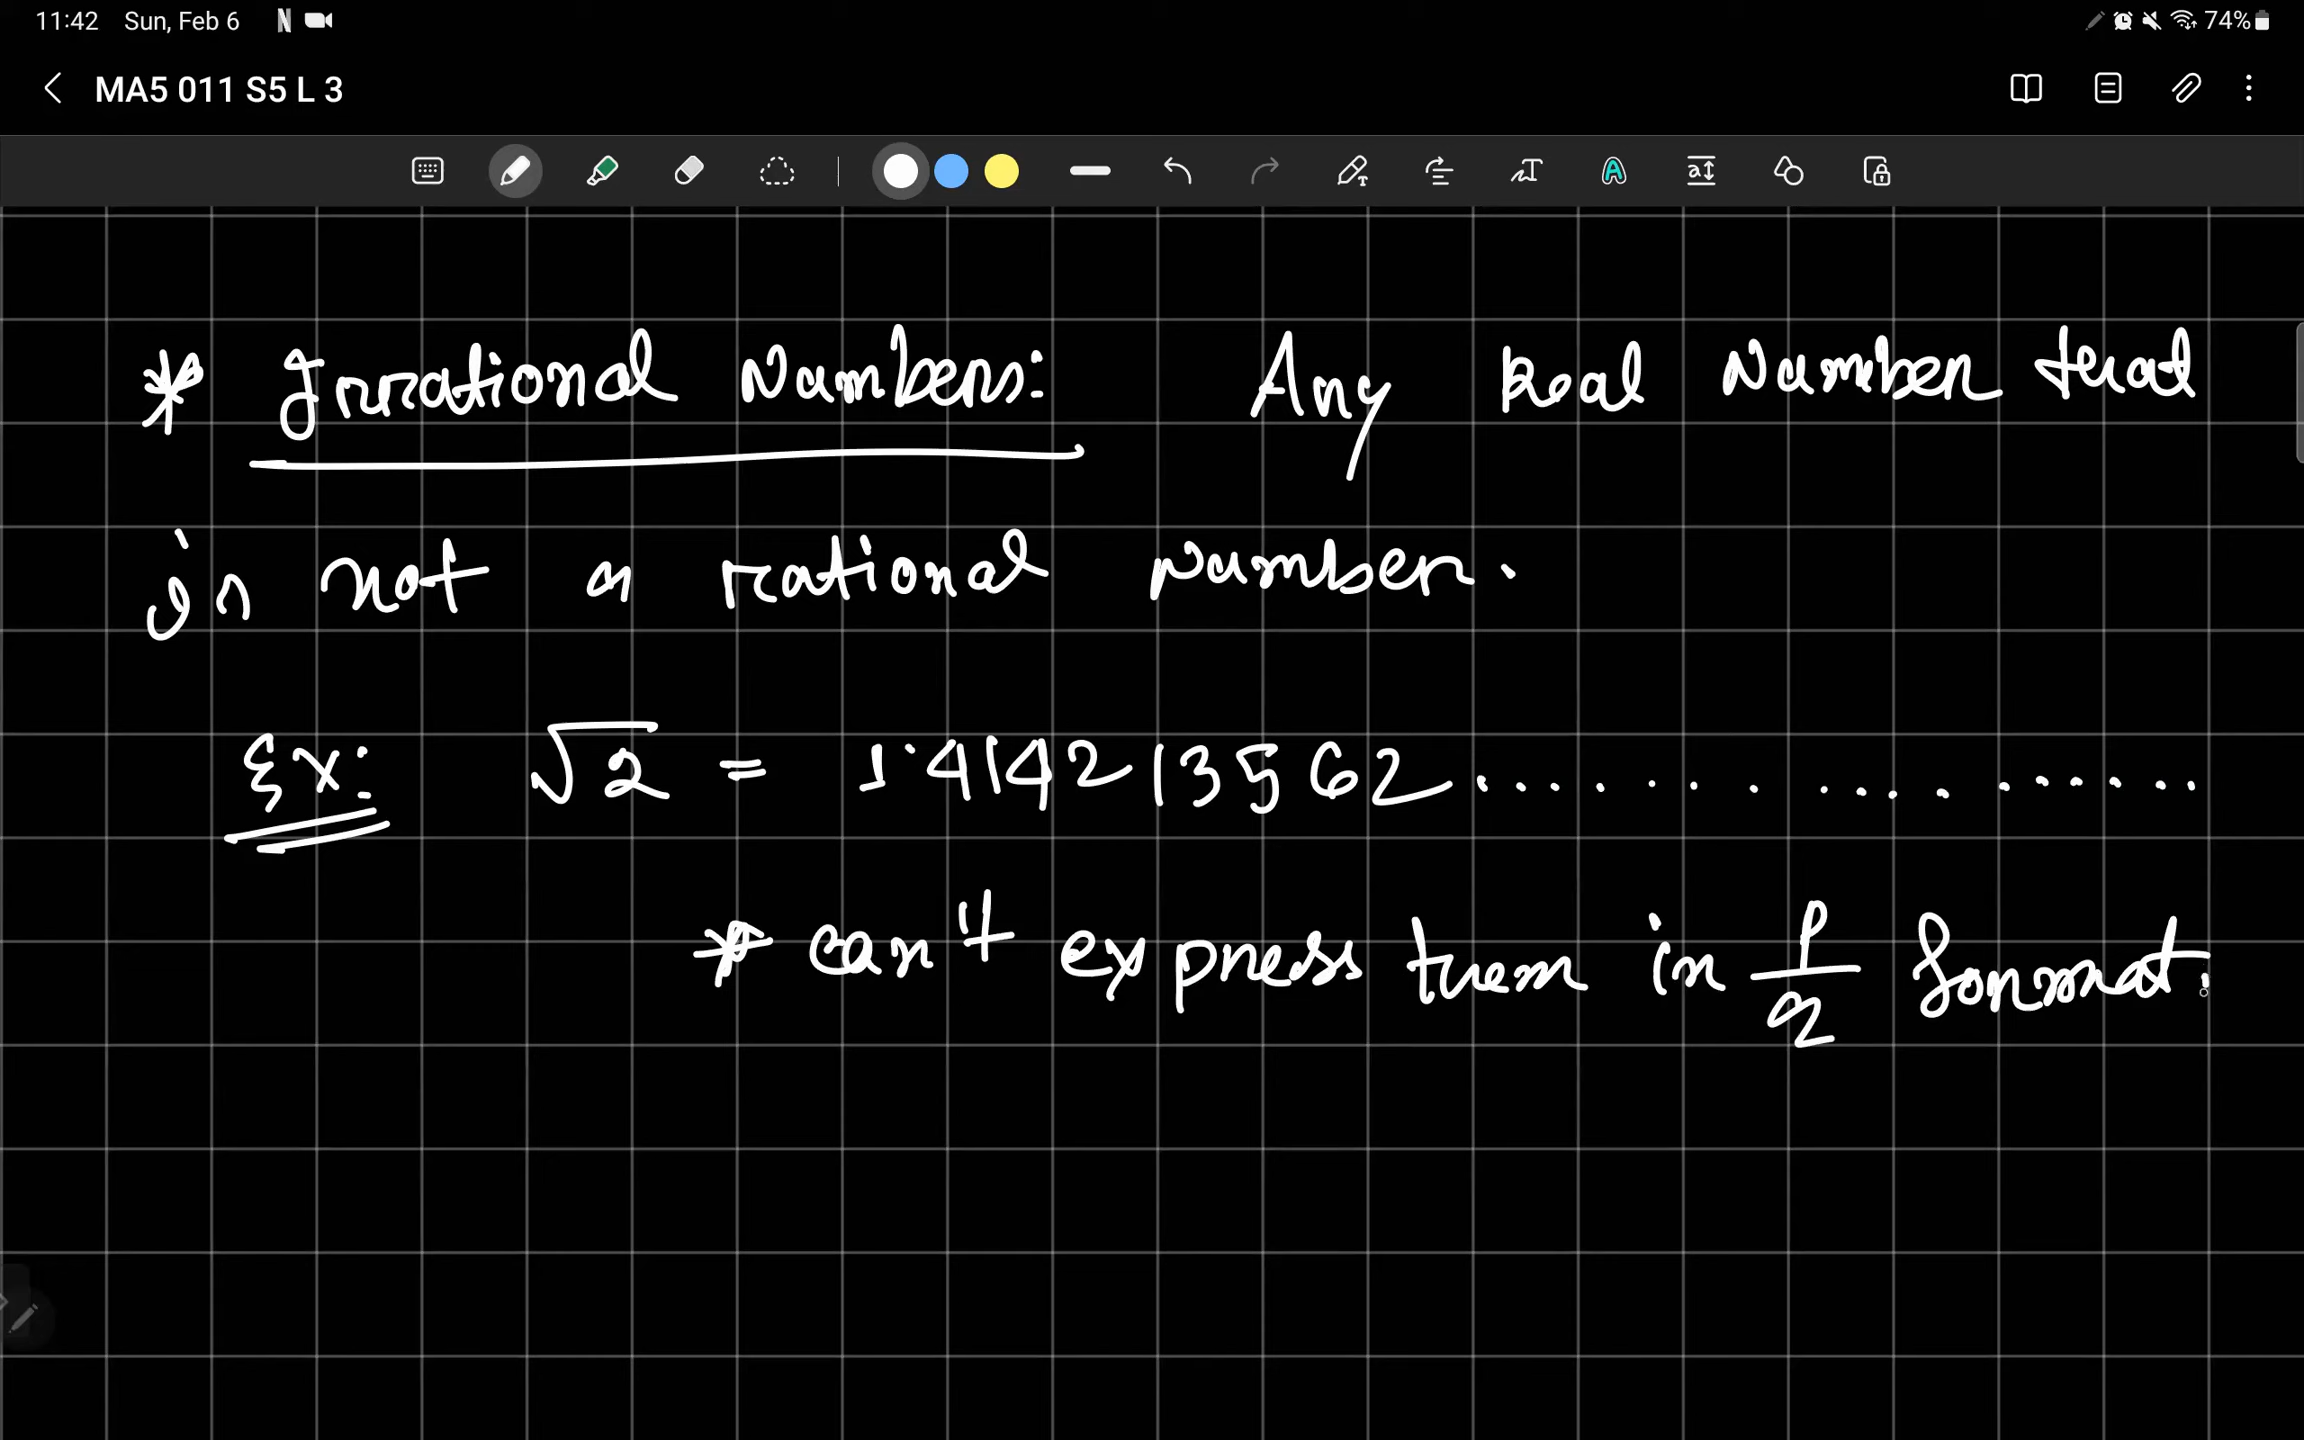 11:42 Sun, Feb 6 N 74%
MA5 011 S5 L 3
* Irrational Numbers: Any Real Number that
is not a rational number.
Ex: √2 = 1.414213562........................
* can't express them in p/q format.